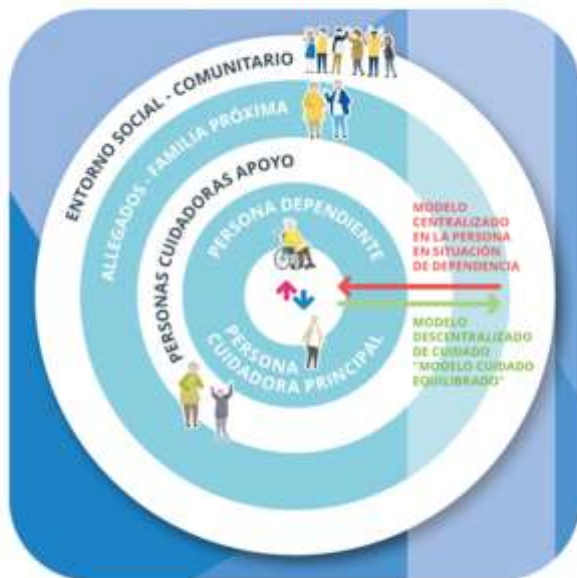 ENTORNO SOCIAL - COMUNITARIO
ALLEGADOS - FAMILIA PRÓXIMA
PERSONAS CUIDADORAS APOYO
PERSONA DEPENDIENTE
PERSONA
CUIDADORA PRINCIPAL
MODELO
CENTRALIZADO
EN LA PERSONA
EN SITUACIÓN
DE DEPENDENCIA
MODELO
DESCENTRALIZADO
DE CUIDADO
"MODELO CUIDADO
EQUILIBRADO"